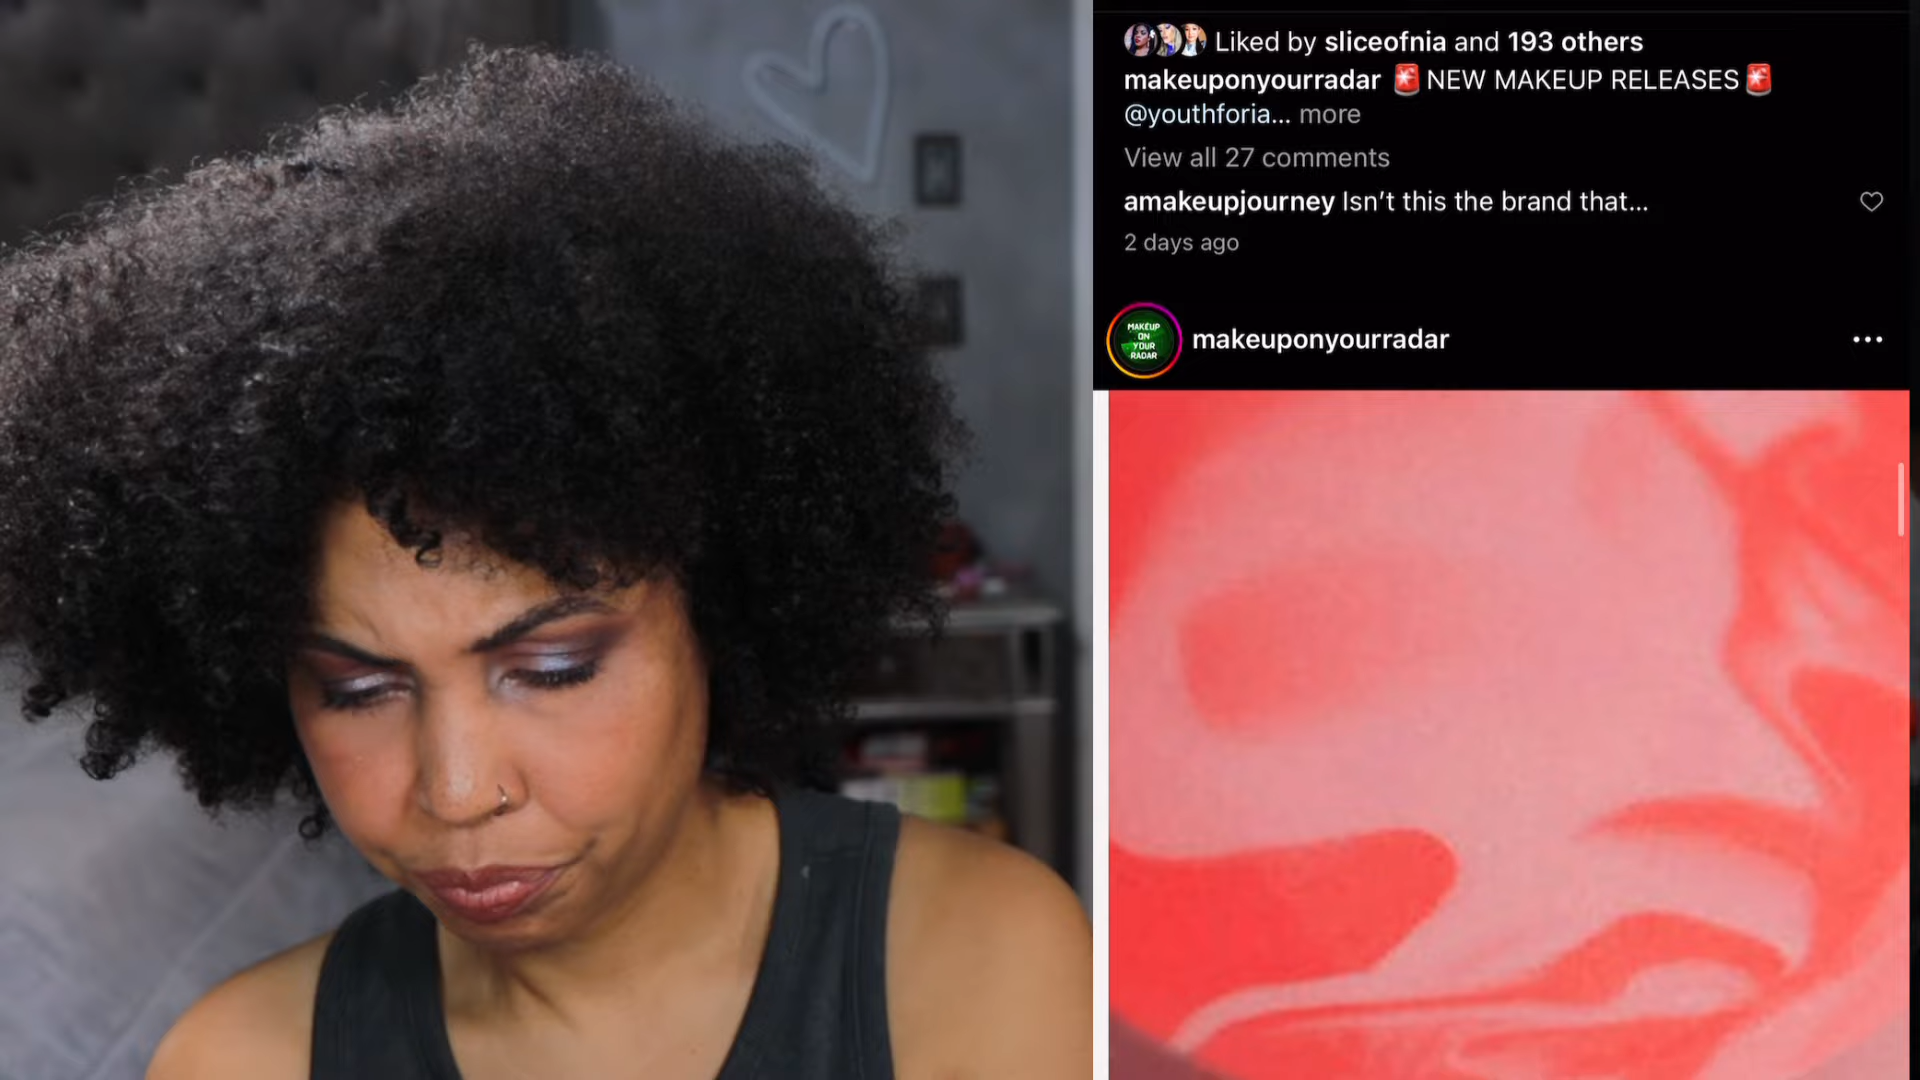 Liked by sliceofnia and 193 others
makeuponyourradar 🚨 NEW MAKEUP RELEASES 🚨
@youthforia... more
View all 27 comments
amakeupjourney Isn’t this the brand that...
2 days ago
MAKEUP
ON
YOUR
RADAR
makeuponyourradar